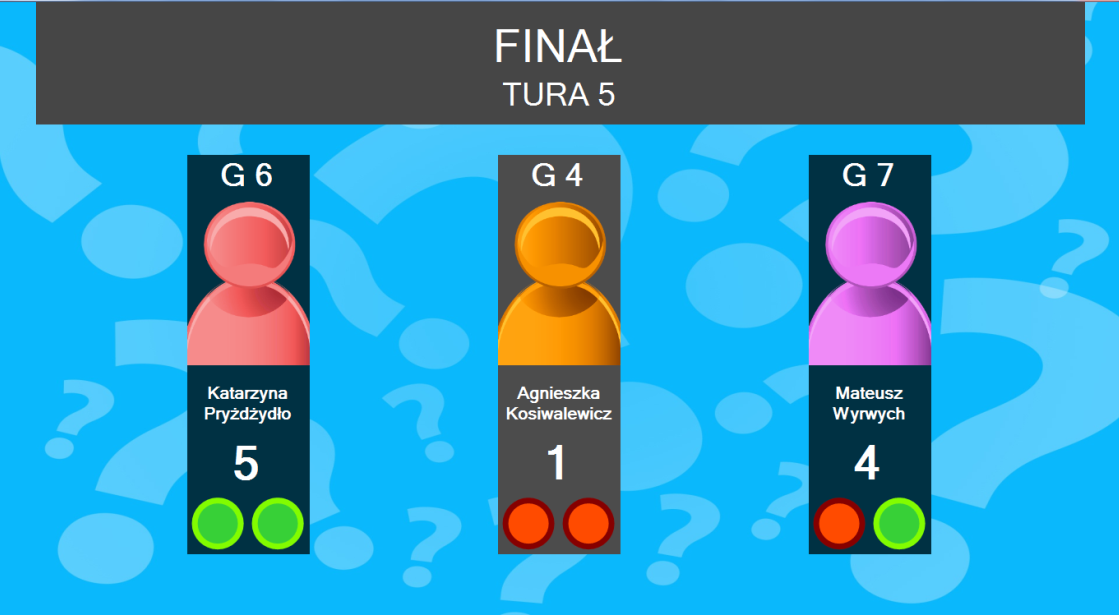 FINAŁ
TURA 5
G 6
Katarzyna
Pryżdżydło
5
G 4
Agnieszka
Kosiwalewicz
1
G 7
Mateusz
Wyrwych
4